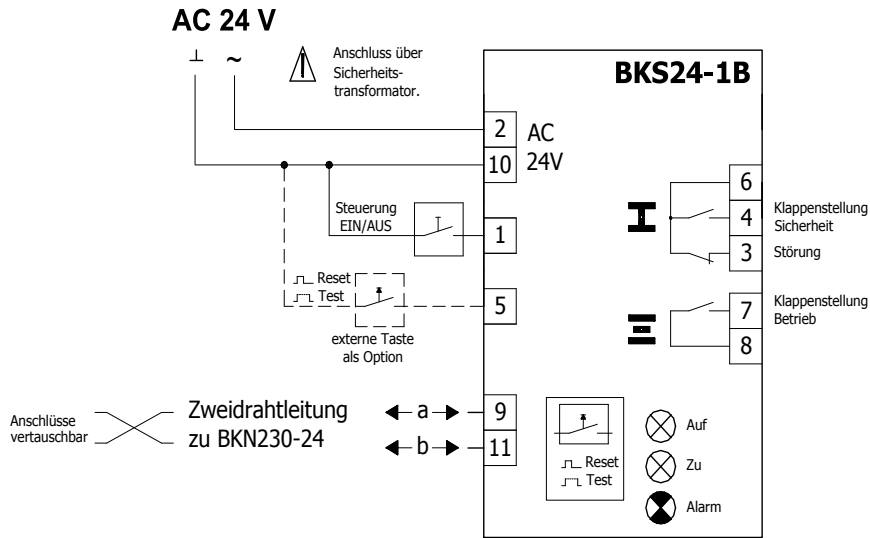 AC 24 V
⊥ ~
Anschluss über
Sicherheits-
transformator.
BKS24-1B
2
AC
24V
10
Steuerung
EIN/AUS
1
Reset
Test
5
externe Taste
als Option
6
4
Klappenstellung
Sicherheit
3
Störung
7
Klappenstellung
Betrieb
8
Anschlüsse
vertauschbar
Zweidrahtleitung
zu BKN230-24
a
b
9
11
Reset
Test
Auf
Zu
Alarm